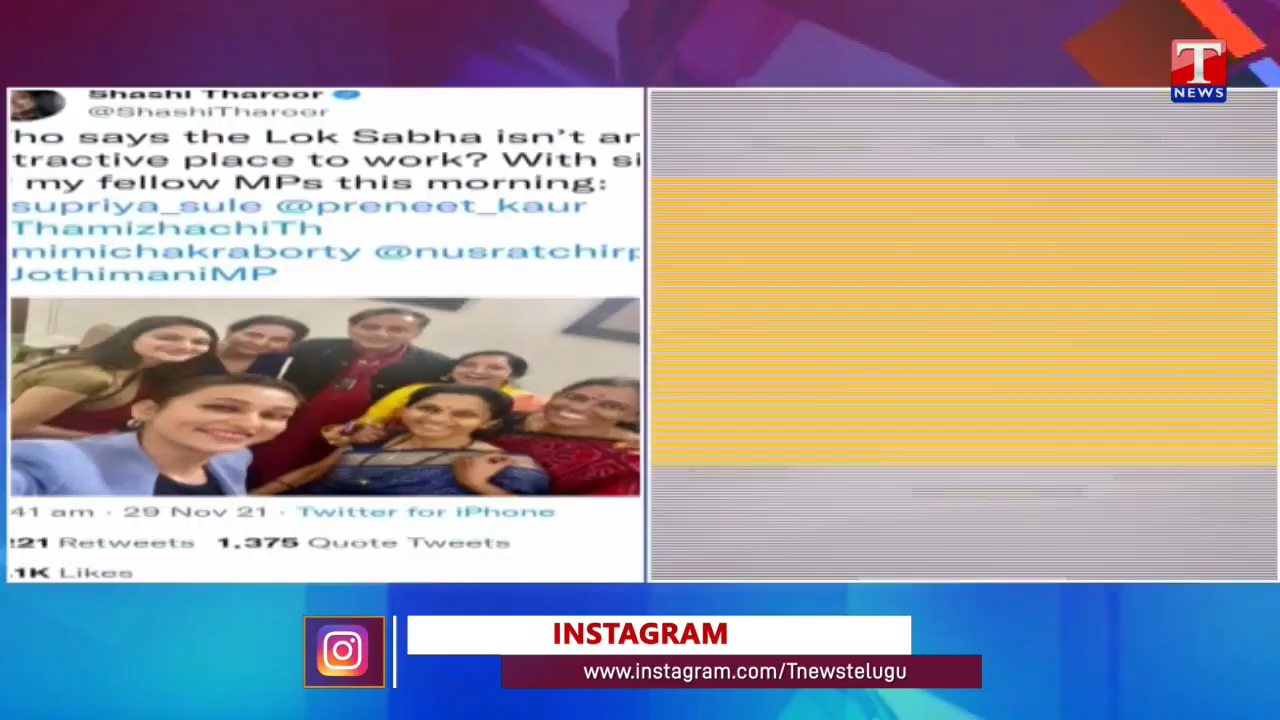 Shashi Tharoor
@ShashiTharoor
ho says the Lok Sabha isn't ar
tractive place to work? With si
my fellow MPs this morning:
supriya_sule @preneet_kaur
ThamizhachiTh
mimichakraborty @nusratchirp
JothimaniMP
41 am · 29 Nov 21 · Twitter for iPhone
21 Retweets 1,375 Quote Tweets
.1K Likes
T
NEWS
INSTAGRAM
www.instagram.com/Tnewstelugu